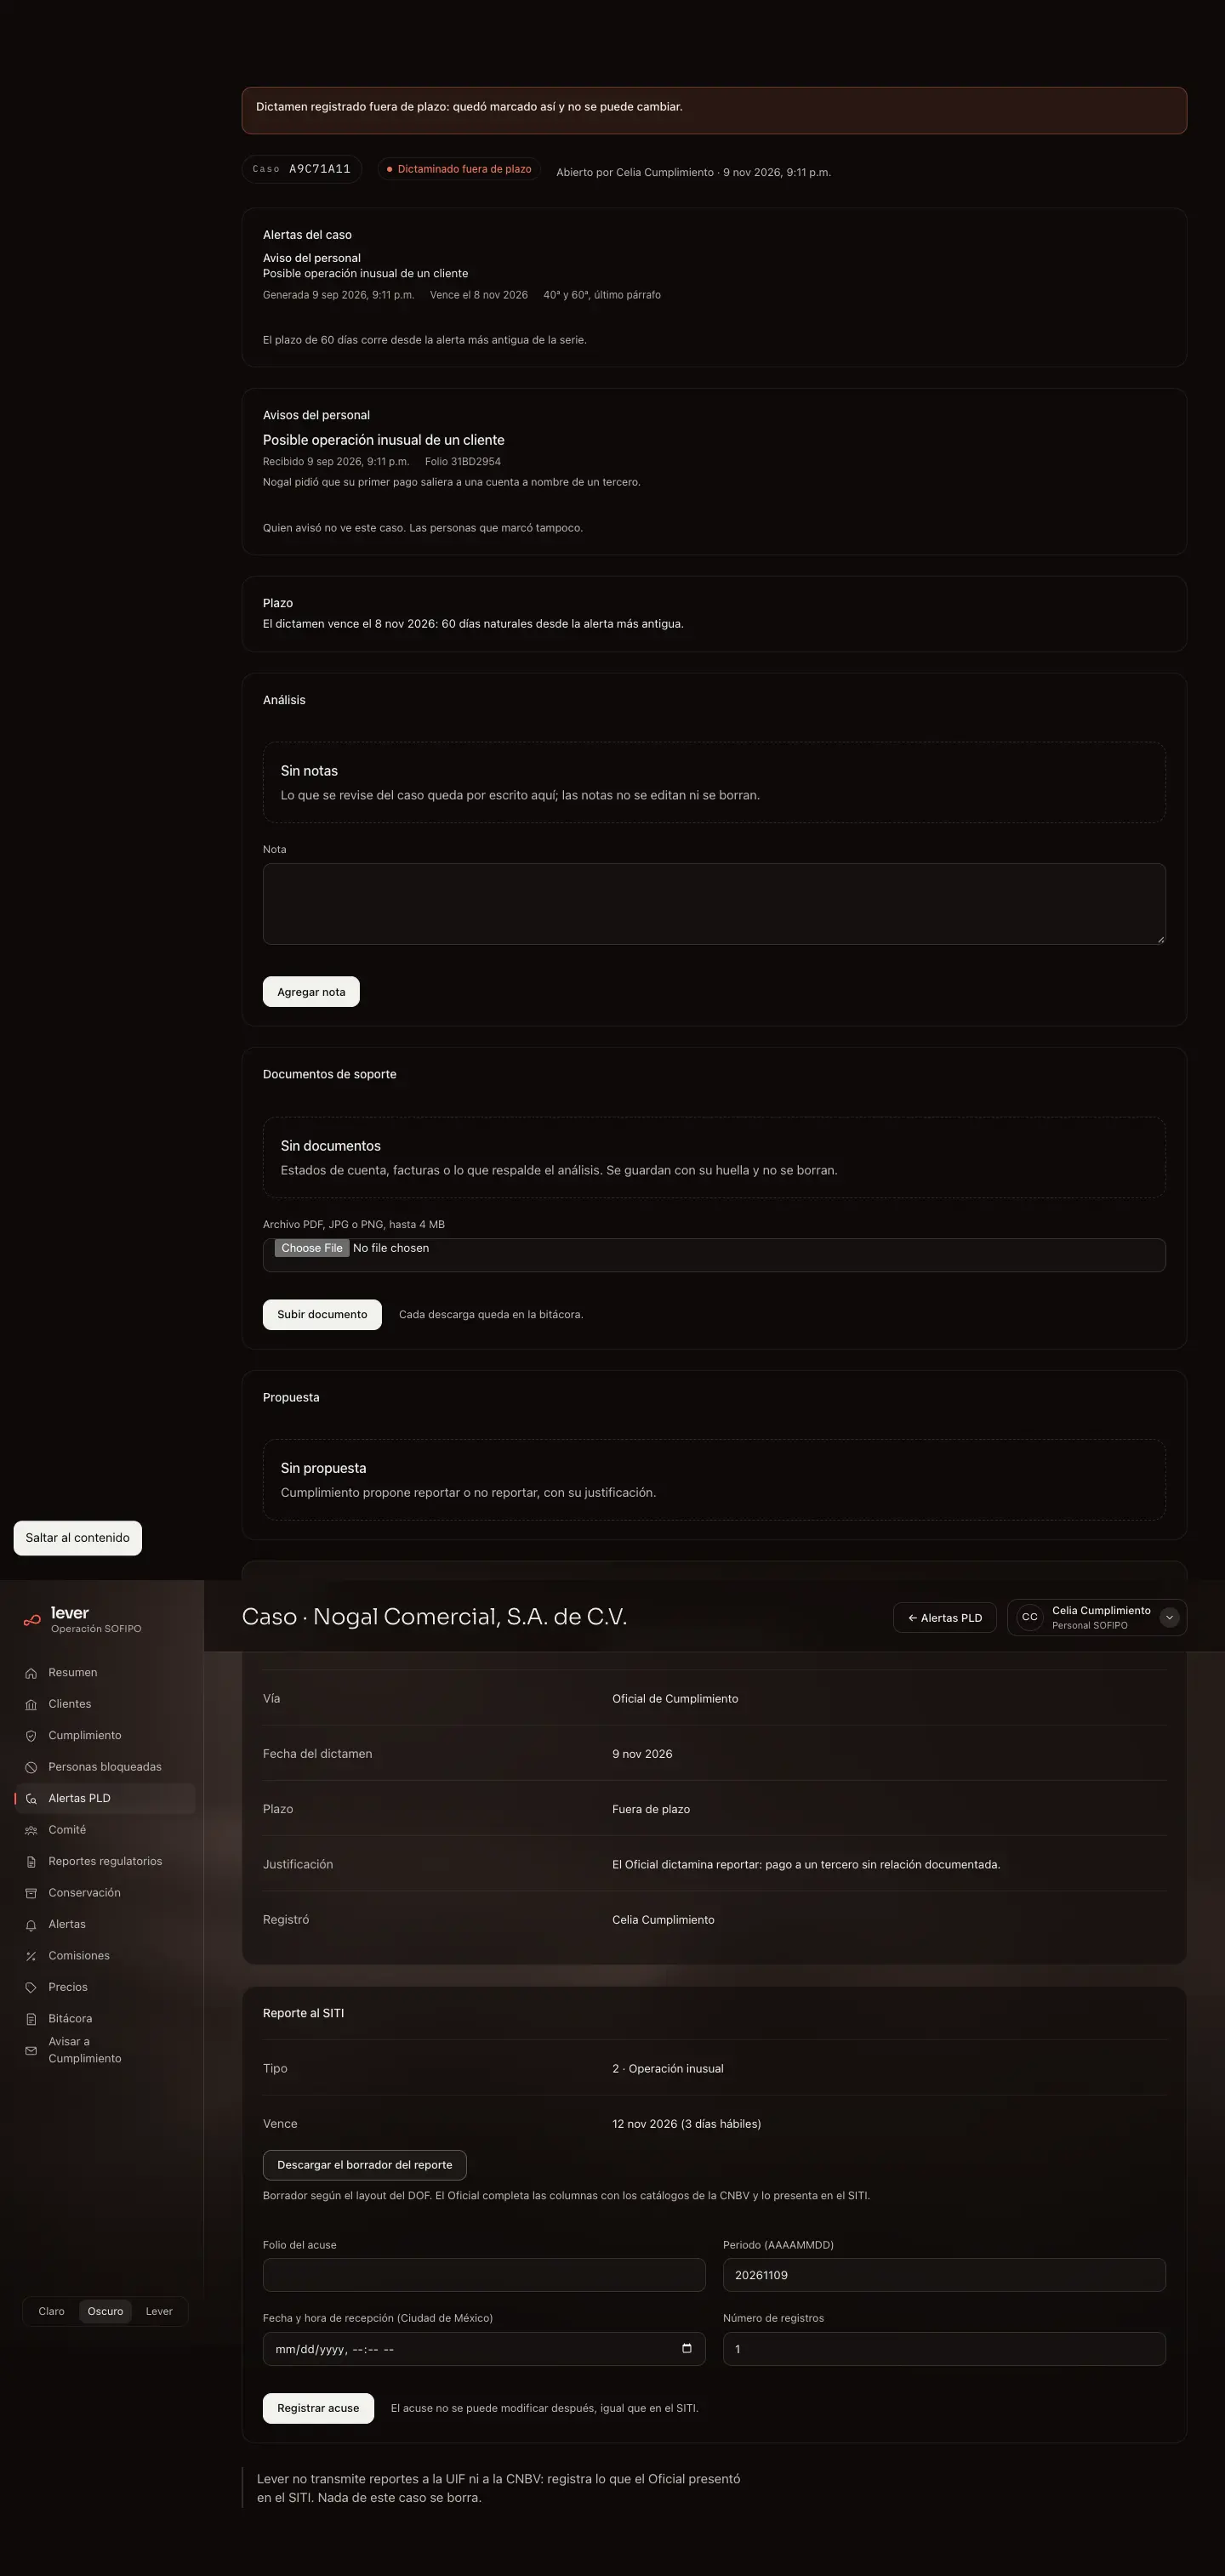 Dictamen registrado fuera de plazo: quedó marcado así y no se puede cambiar.
Caso A9C71A11
Dictaminado fuera de plazo
Abierto por Celia Cumplimiento · 9 nov 2026, 9:11 p.m.
Alertas del caso
Aviso del personal
Posible operación inusual de un cliente
Generada 9 sep 2026, 9:11 p.m. Vence el 8 nov 2026 40ª y 60ª, último párrafo
El plazo de 60 días corre desde la alerta más antigua de la serie.
Avisos del personal
Posible operación inusual de un cliente
Recibido 9 sep 2026, 9:11 p.m. Folio 31BD2954
Nogal pidió que su primer pago saliera a una cuenta a nombre de un tercero.
Quien avisó no ve este caso. Las personas que marcó tampoco.
Plazo
El dictamen vence el 8 nov 2026: 60 días naturales desde la alerta más antigua.
Análisis
Sin notas
Lo que se revise del caso queda por escrito aquí; las notas no se editan ni se borran.
Nota
Agregar nota
Documentos de soporte
Sin documentos
Estados de cuenta, facturas o lo que respalde el análisis. Se guardan con su huella y no se borran.
Archivo PDF, JPG o PNG, hasta 4 MB
Choose File No file chosen
Subir documento
Cada descarga queda en la bitácora.
Propuesta
Sin propuesta
Cumplimiento propone reportar o no reportar, con su justificación.
Saltar al contenido
lever
Operación SOFIPO
Caso · Nogal Comercial, S.A. de C.V.
← Alertas PLD
CC
Celia Cumplimiento
Personal SOFIPO
Resumen
Clientes
Cumplimiento
Personas bloqueadas
Alertas PLD
Comité
Reportes regulatorios
Conservación
Alertas
Comisiones
Precios
Bitácora
Avisar a
Cumplimiento
Claro
Oscuro
Lever
Vía
Oficial de Cumplimiento
Fecha del dictamen
9 nov 2026
Plazo
Fuera de plazo
Justificación
El Oficial dictamina reportar: pago a un tercero sin relación documentada.
Registró
Celia Cumplimiento
Reporte al SITI
Tipo
2 · Operación inusual
Vence
12 nov 2026 (3 días hábiles)
Descargar el borrador del reporte
Borrador según el layout del DOF. El Oficial completa las columnas con los catálogos de la CNBV y lo presenta en el SITI.
Folio del acuse
Periodo (AAAAMMDD)
20261109
Fecha y hora de recepción (Ciudad de México)
mm/dd/yyyy, --:-- --
Número de registros
1
Registrar acuse
El acuse no se puede modificar después, igual que en el SITI.
Lever no transmite reportes a la UIF ni a la CNBV: registra lo que el Oficial presentó
en el SITI. Nada de este caso se borra.